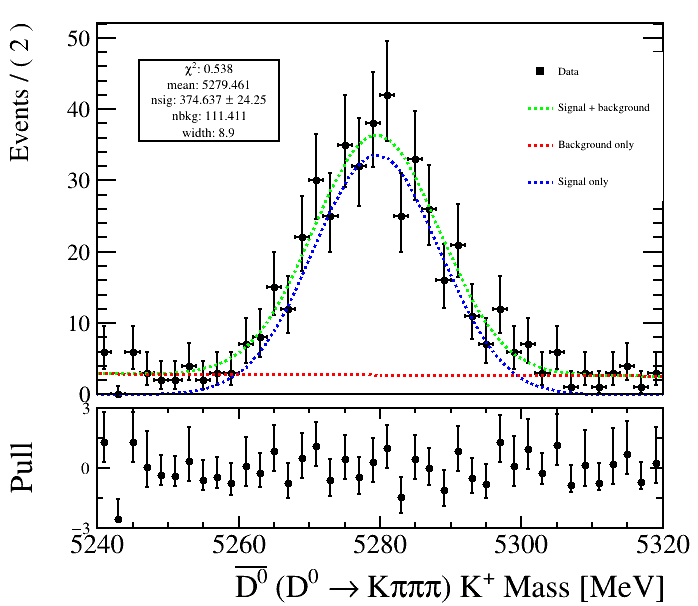 Events / ( 2 )
50
40
30
20
10
0
χ²: 0.538
mean: 5279.461
nsig: 374.637 ± 24.25
nbkg: 111.411
width: 8.9
Data
Signal + background
Background only
Signal only
Pull
3
0
−3
5240 5260 5280 5300 5320
D̅⁰ (D⁰ → Kπππ) K⁺ Mass [MeV]